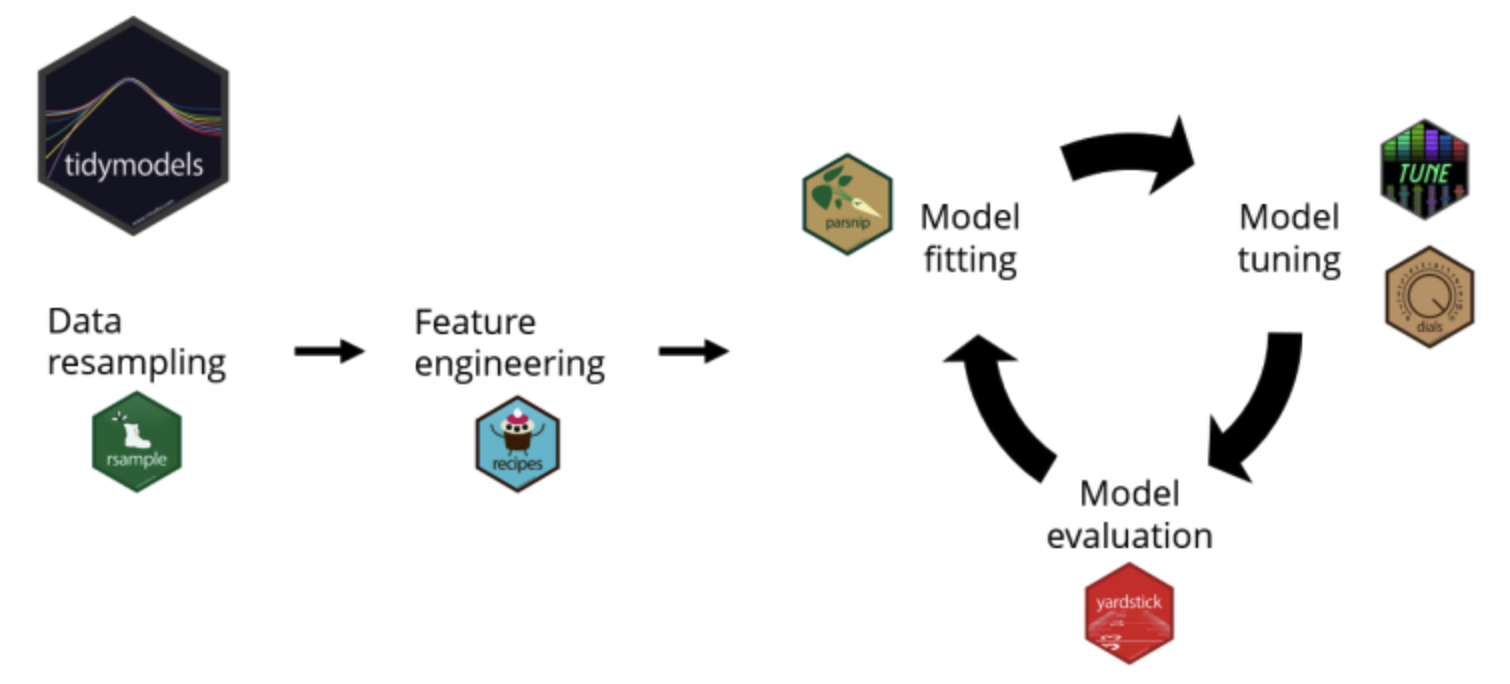 tidymodels
Data
resampling
rsample
Feature
engineering
recipes
parsnip
Model
fitting
Model
tuning
TUNE
dials
Model
evaluation
yardstick